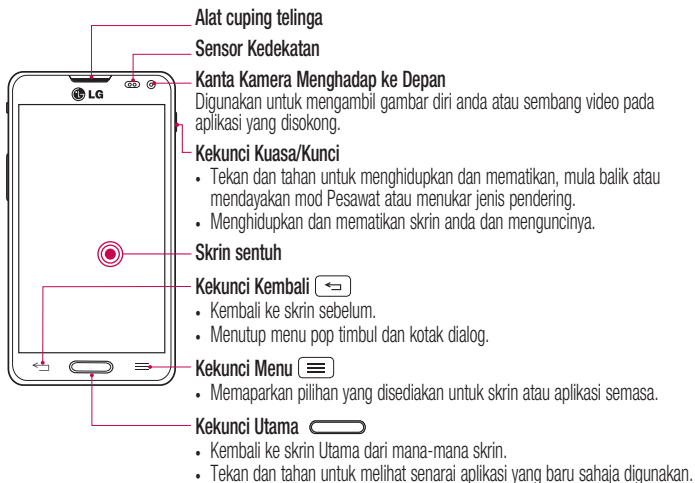 Alat cuping telinga
Sensor Kedekatan
Kanta Kamera Menghadap ke Depan
Digunakan untuk mengambil gambar diri anda atau sembang video pada
aplikasi yang disokong.
LG
Kekunci Kuasa/Kunci
• Tekan dan tahan untuk menghidupkan dan mematikan, mula balik atau
mendayakan mod Pesawat atau menukar jenis pendering.
• Menghidupkan dan mematikan skrin anda dan menguncinya.
Skrin sentuh
Kekunci Kembali
• Kembali ke skrin sebelum.
• Menutup menu pop timbul dan kotak dialog.
Kekunci Menu
• Memaparkan pilihan yang disediakan untuk skrin atau aplikasi semasa.
Kekunci Utama
• Kembali ke skrin Utama dari mana-mana skrin.
• Tekan dan tahan untuk melihat senarai aplikasi yang baru sahaja digunakan.